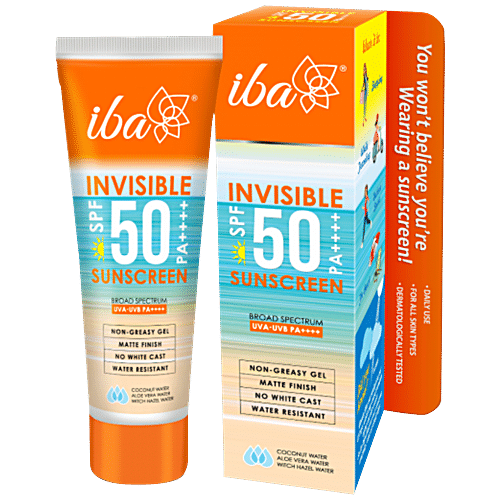 iba®
INVISIBLE
SPF
50
PA++++
SUNSCREEN
BROAD SPECTRUM
UVA-UVB PA++++
NON-GREASY GEL
MATTE FINISH
NO WHITE CAST
WATER RESISTANT
COCONUT WATER
ALOE VERA WATER
WITCH HAZEL WATER
iba®
INVISIBLE
SPF
50
PA++++
SUNSCREEN
BROAD SPECTRUM
UVA-UVB PA++++
NON-GREASY GEL
MATTE FINISH
NO WHITE CAST
WATER RESISTANT
COCONUT WATER
ALOE VERA WATER
WITCH HAZEL WATER
You won't believe you're
Wearing a sunscreen!
• DAILY USE
• FOR ALL SKIN TYPES
• DERMATOLOGICALLY TESTED